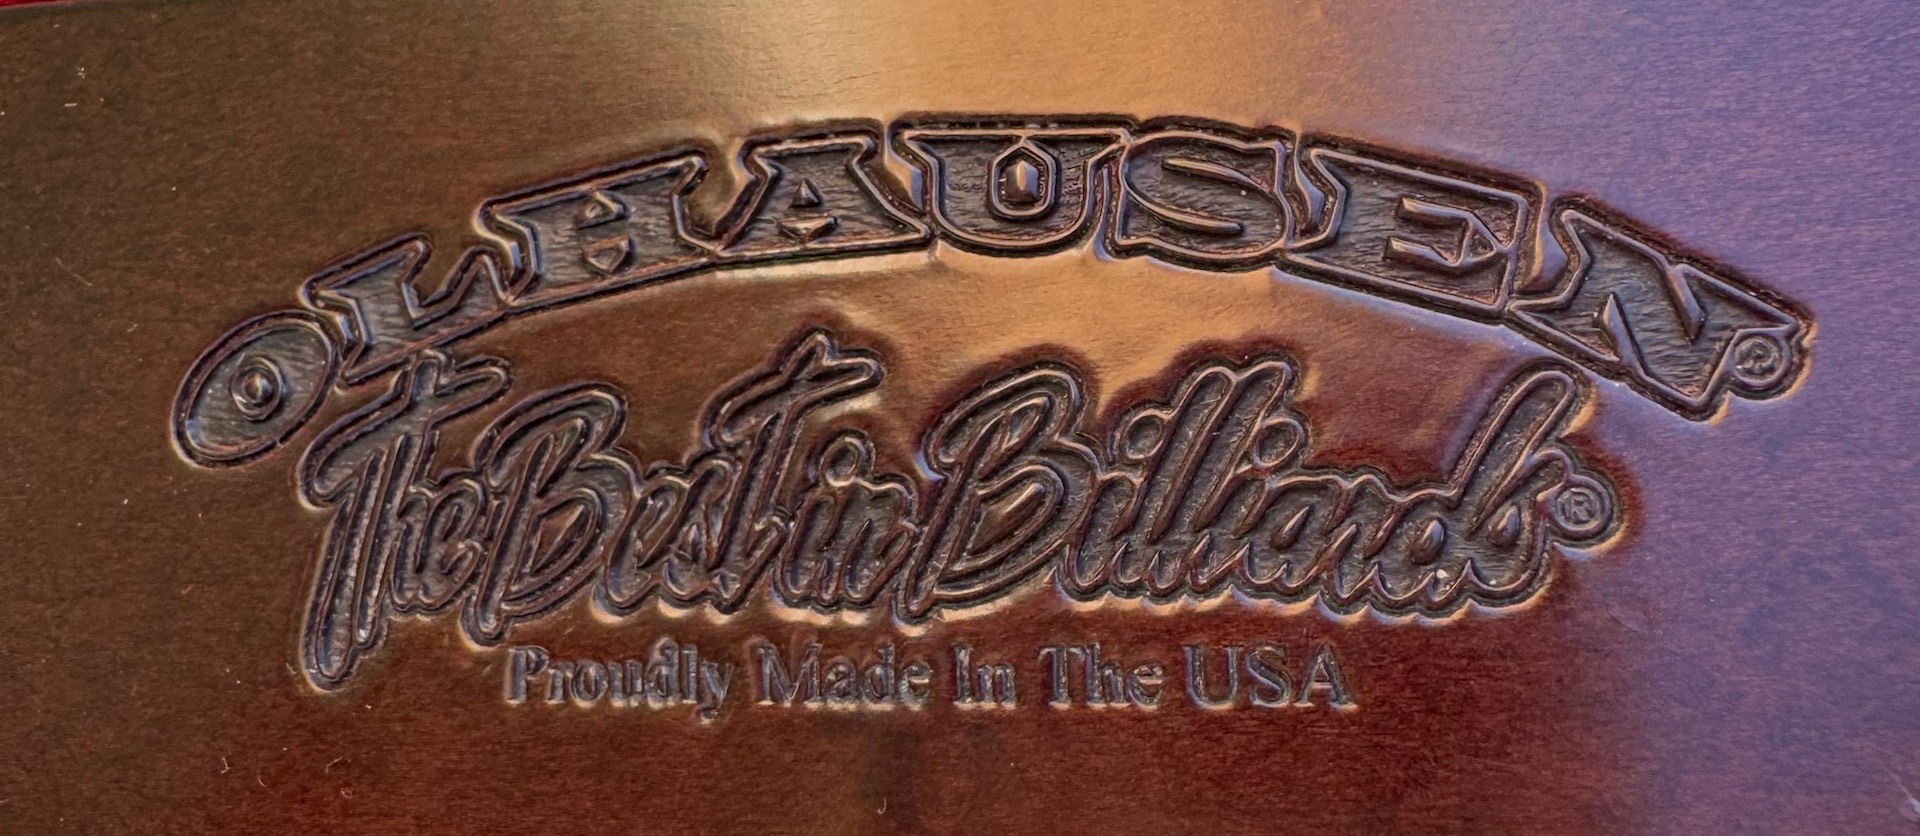 OLHAUSEN®
The Best in Billiards®
Proudly Made In The USA